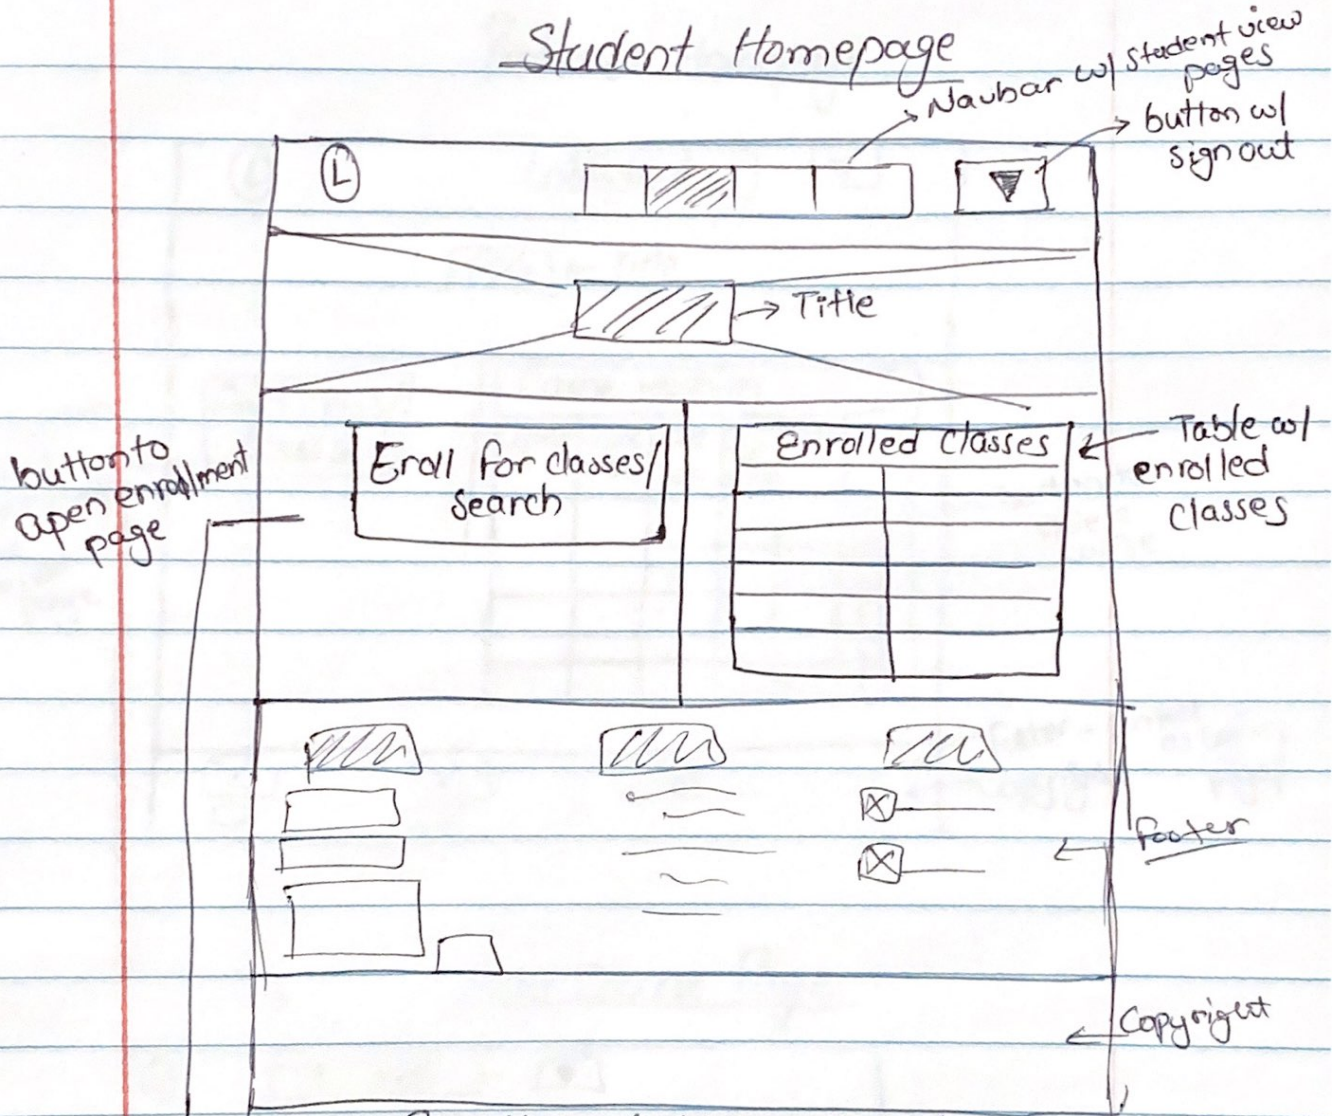 Student Homepage
Navbar w/ student view
pages
button w/
sign out
L
Title
Eroll for classes/
search
Enrolled Classes
Table w/
enrolled
classes
button to
open enrollment
page
Footer
Copyright